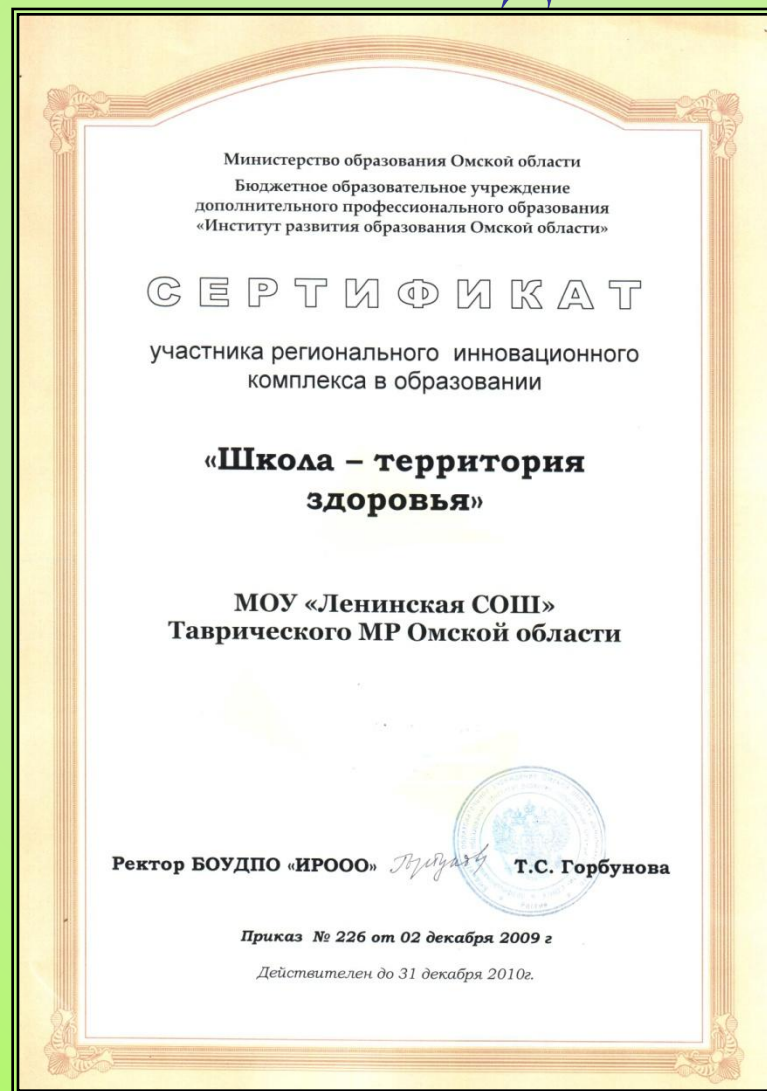 Министерство образования Омской области
Бюджетное образовательное учреждение
дополнительного профессионального образования
«Институт развития образования Омской области»
СЕРТИФИКАТ
участника регионального инновационного
комплекса в образовании
«Школа – территория
здоровья»
МОУ «Ленинская СОШ»
Таврического МР Омской области
Ректор БОУДПО «ИРООО» Т.С. Горбунова
Приказ № 226 от 02 декабря 2009 г
Действителен до 31 декабря 2010г.